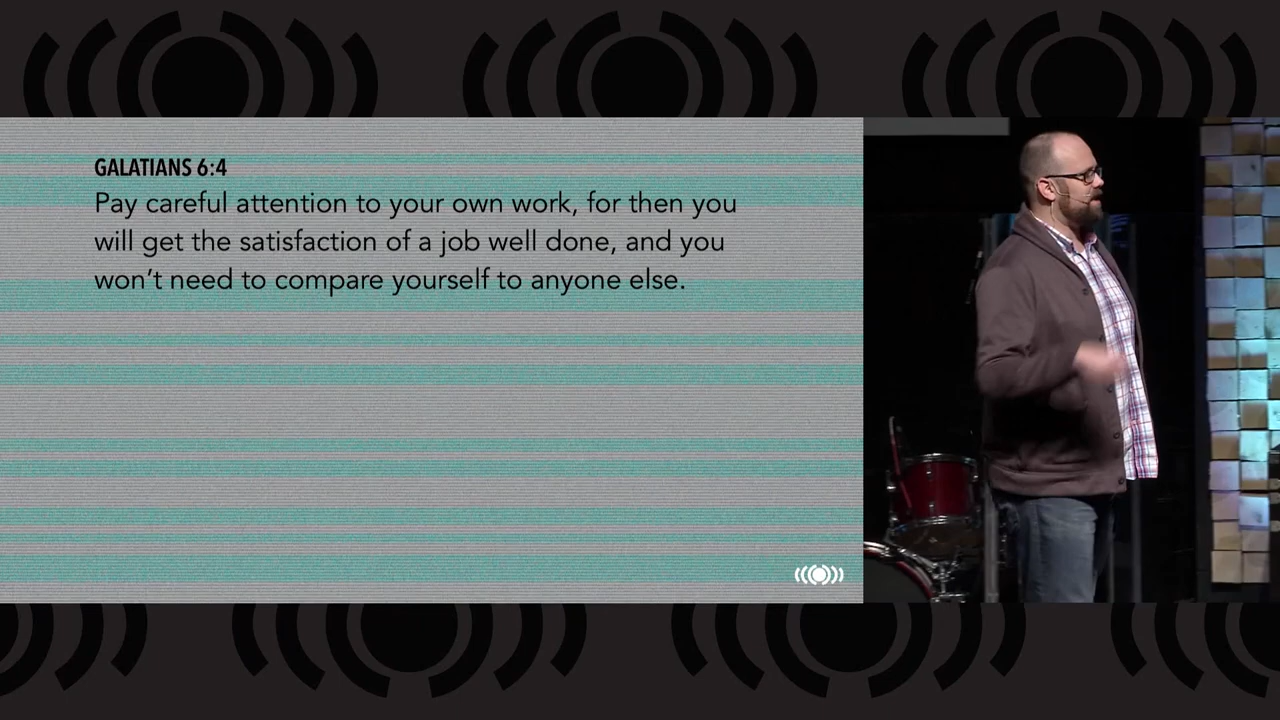 GALATIANS 6:4
Pay careful attention to your own work, for then you
will get the satisfaction of a job well done, and you
won’t need to compare yourself to anyone else.